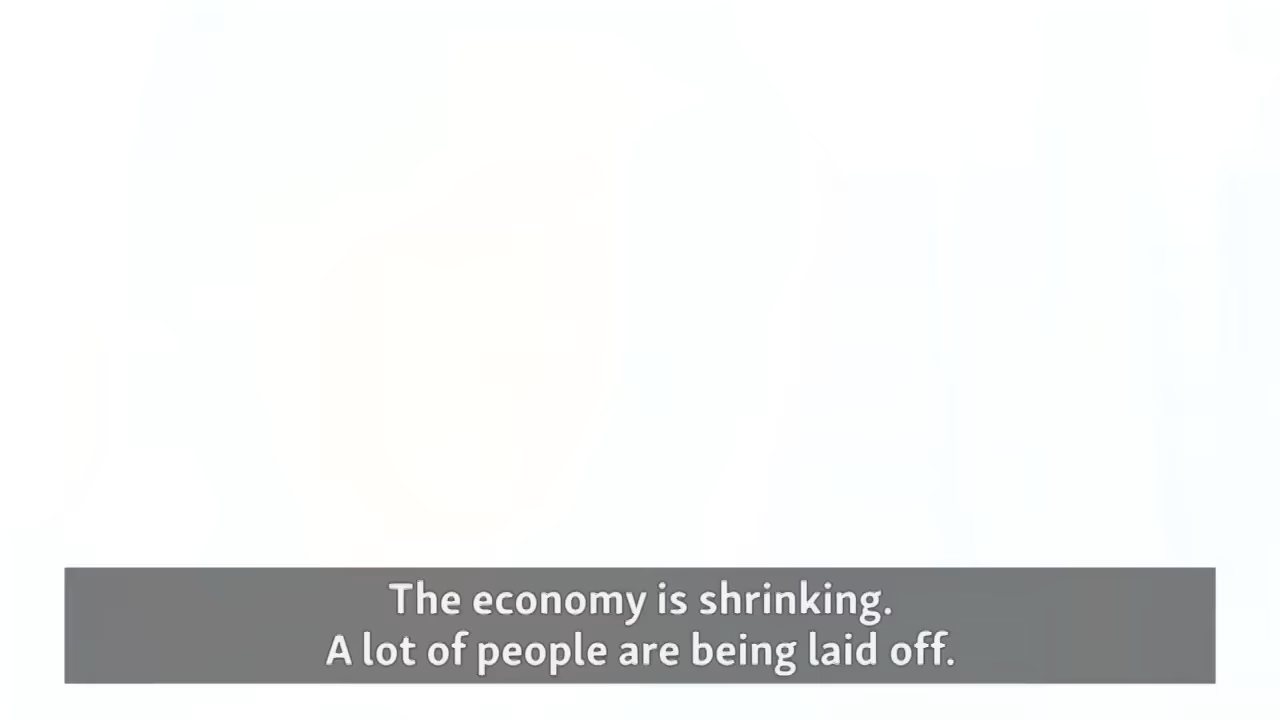 The economy is shrinking.
A lot of people are being laid off.